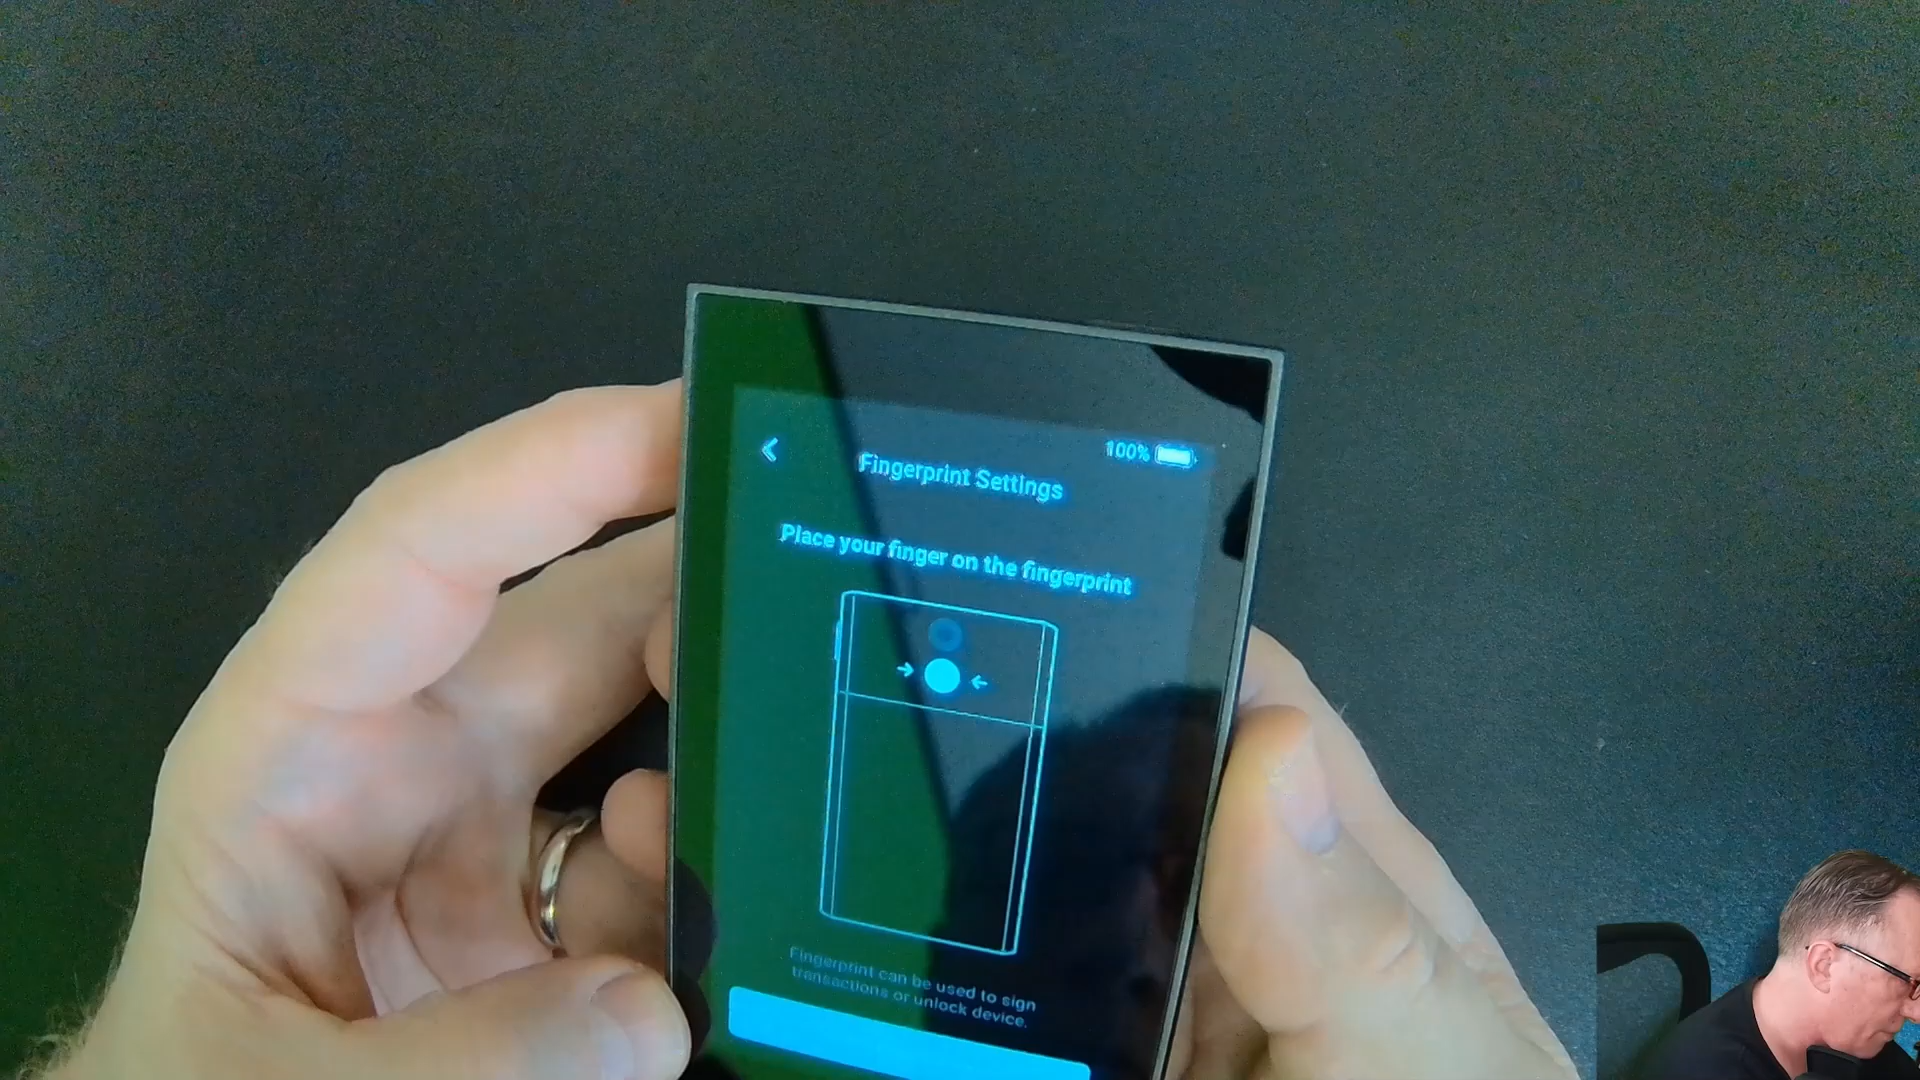 100%
Fingerprint Settings
Place your finger on the fingerprint
Fingerprint can be used to sign
transactions or unlock device.